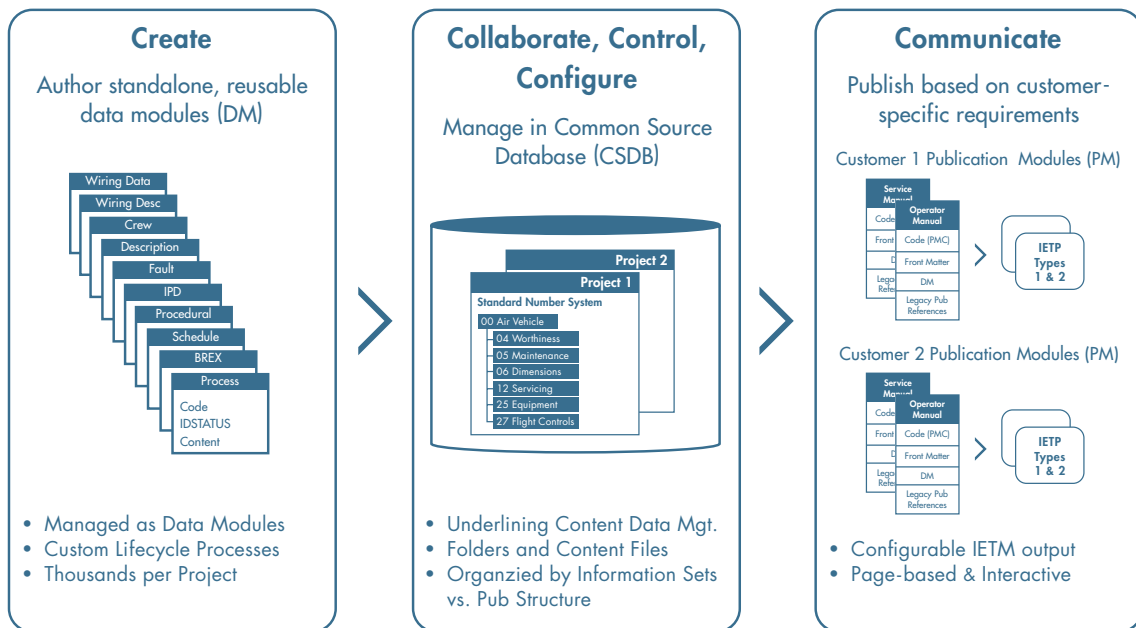 Create
Author standalone, reusable
data modules (DM)
Wiring Data
Wiring Desc
Crew
Description
Fault
IPD
Procedural
Schedule
BREX
Process
Code
IDSTATUS
Content
• Managed as Data Modules
• Custom Lifecycle Processes
• Thousands per Project
Collaborate, Control,
Configure
Manage in Common Source
Database (CSDB)
Project 2
Project 1
Standard Number System
00 Air Vehicle
04 Worthiness
05 Maintenance
06 Dimensions
12 Servicing
25 Equipment
27 Flight Controls
• Underlining Content Data Mgt.
• Folders and Content Files
• Organzied by Information Sets
vs. Pub Structure
Communicate
Publish based on customer-
specific requirements
Customer 1 Publication Modules (PM)
Service
Operator
Manual
Code (PMC)
Front
Front Matter
DM
Legacy Pub
References
IETP
Types
1 & 2
Customer 2 Publication Modules (PM)
Service
Operator
Manual
Code (PMC)
Front
Front Matter
DM
Legacy Pub
References
IETP
Types
1 & 2
• Configurable IETM output
• Page-based & Interactive